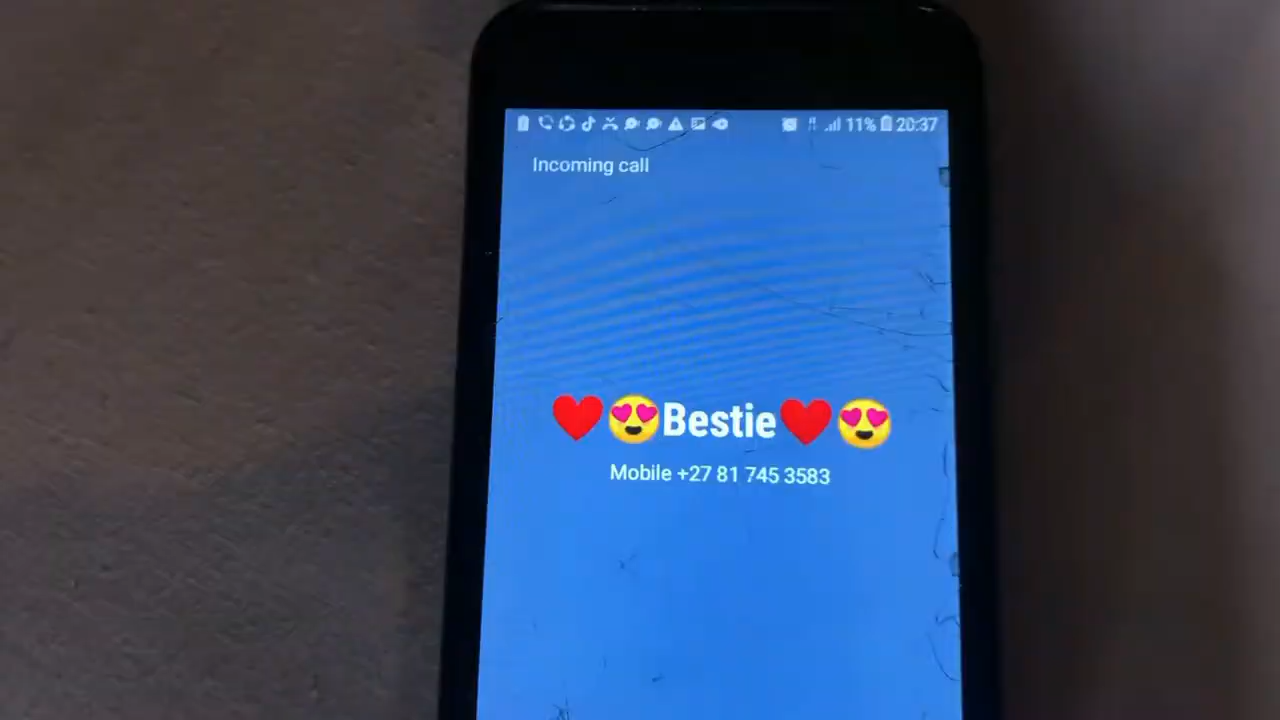 11% 20:37
Incoming call
❤️😍Bestie❤️😍
Mobile +27 81 745 3583